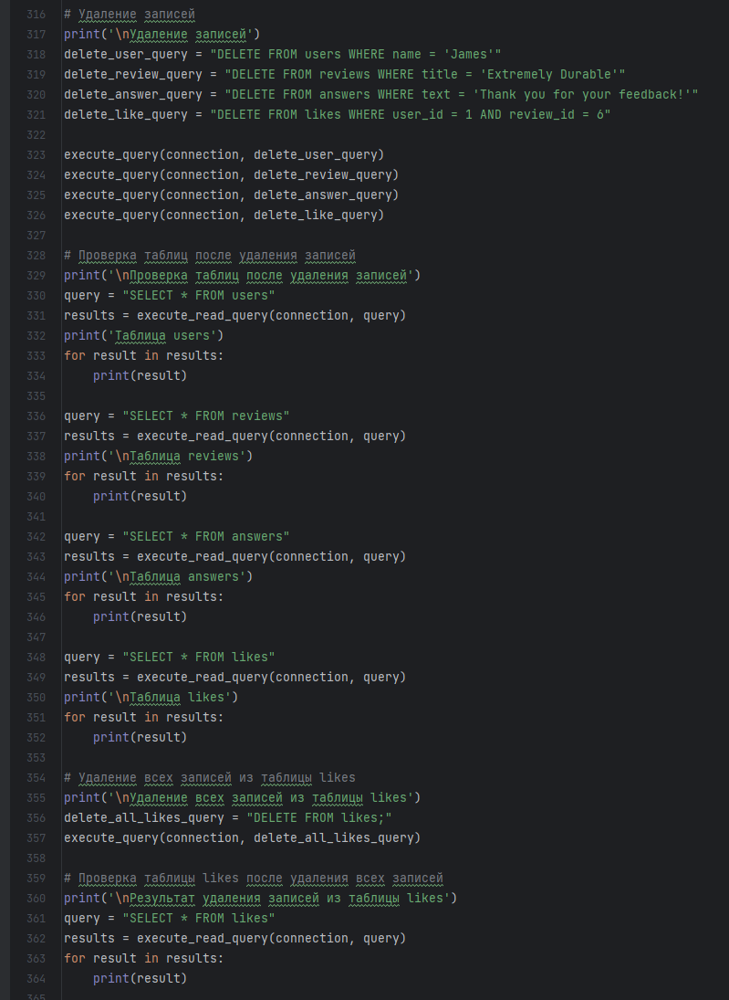 316 # Удаление записей
317 print('\nУдаление записей')
318 delete_user_query = "DELETE FROM users WHERE name = 'James'"
319 delete_review_query = "DELETE FROM reviews WHERE title = 'Extremely Durable'"
320 delete_answer_query = "DELETE FROM answers WHERE text = 'Thank you for your feedback!'"
321 delete_like_query = "DELETE FROM likes WHERE user_id = 1 AND review_id = 6"
322
323 execute_query(connection, delete_user_query)
324 execute_query(connection, delete_review_query)
325 execute_query(connection, delete_answer_query)
326 execute_query(connection, delete_like_query)
327
328 # Проверка таблиц после удаления записей
329 print('\nПроверка таблиц после удаления записей')
330 query = "SELECT * FROM users"
331 results = execute_read_query(connection, query)
332 print('Таблица users')
333 for result in results:
334     print(result)
335
336 query = "SELECT * FROM reviews"
337 results = execute_read_query(connection, query)
338 print('\nТаблица reviews')
339 for result in results:
340     print(result)
341
342 query = "SELECT * FROM answers"
343 results = execute_read_query(connection, query)
344 print('\nТаблица answers')
345 for result in results:
346     print(result)
347
348 query = "SELECT * FROM likes"
349 results = execute_read_query(connection, query)
350 print('\nТаблица likes')
351 for result in results:
352     print(result)
353
354 # Удаление всех записей из таблицы likes
355 print('\nУдаление всех записей из таблицы likes')
356 delete_all_likes_query = "DELETE FROM likes;"
357 execute_query(connection, delete_all_likes_query)
358
359 # Проверка таблицы likes после удаления всех записей
360 print('\nРезультат удаления записей из таблицы likes')
361 query = "SELECT * FROM likes"
362 results = execute_read_query(connection, query)
363 for result in results:
364     print(result)
365